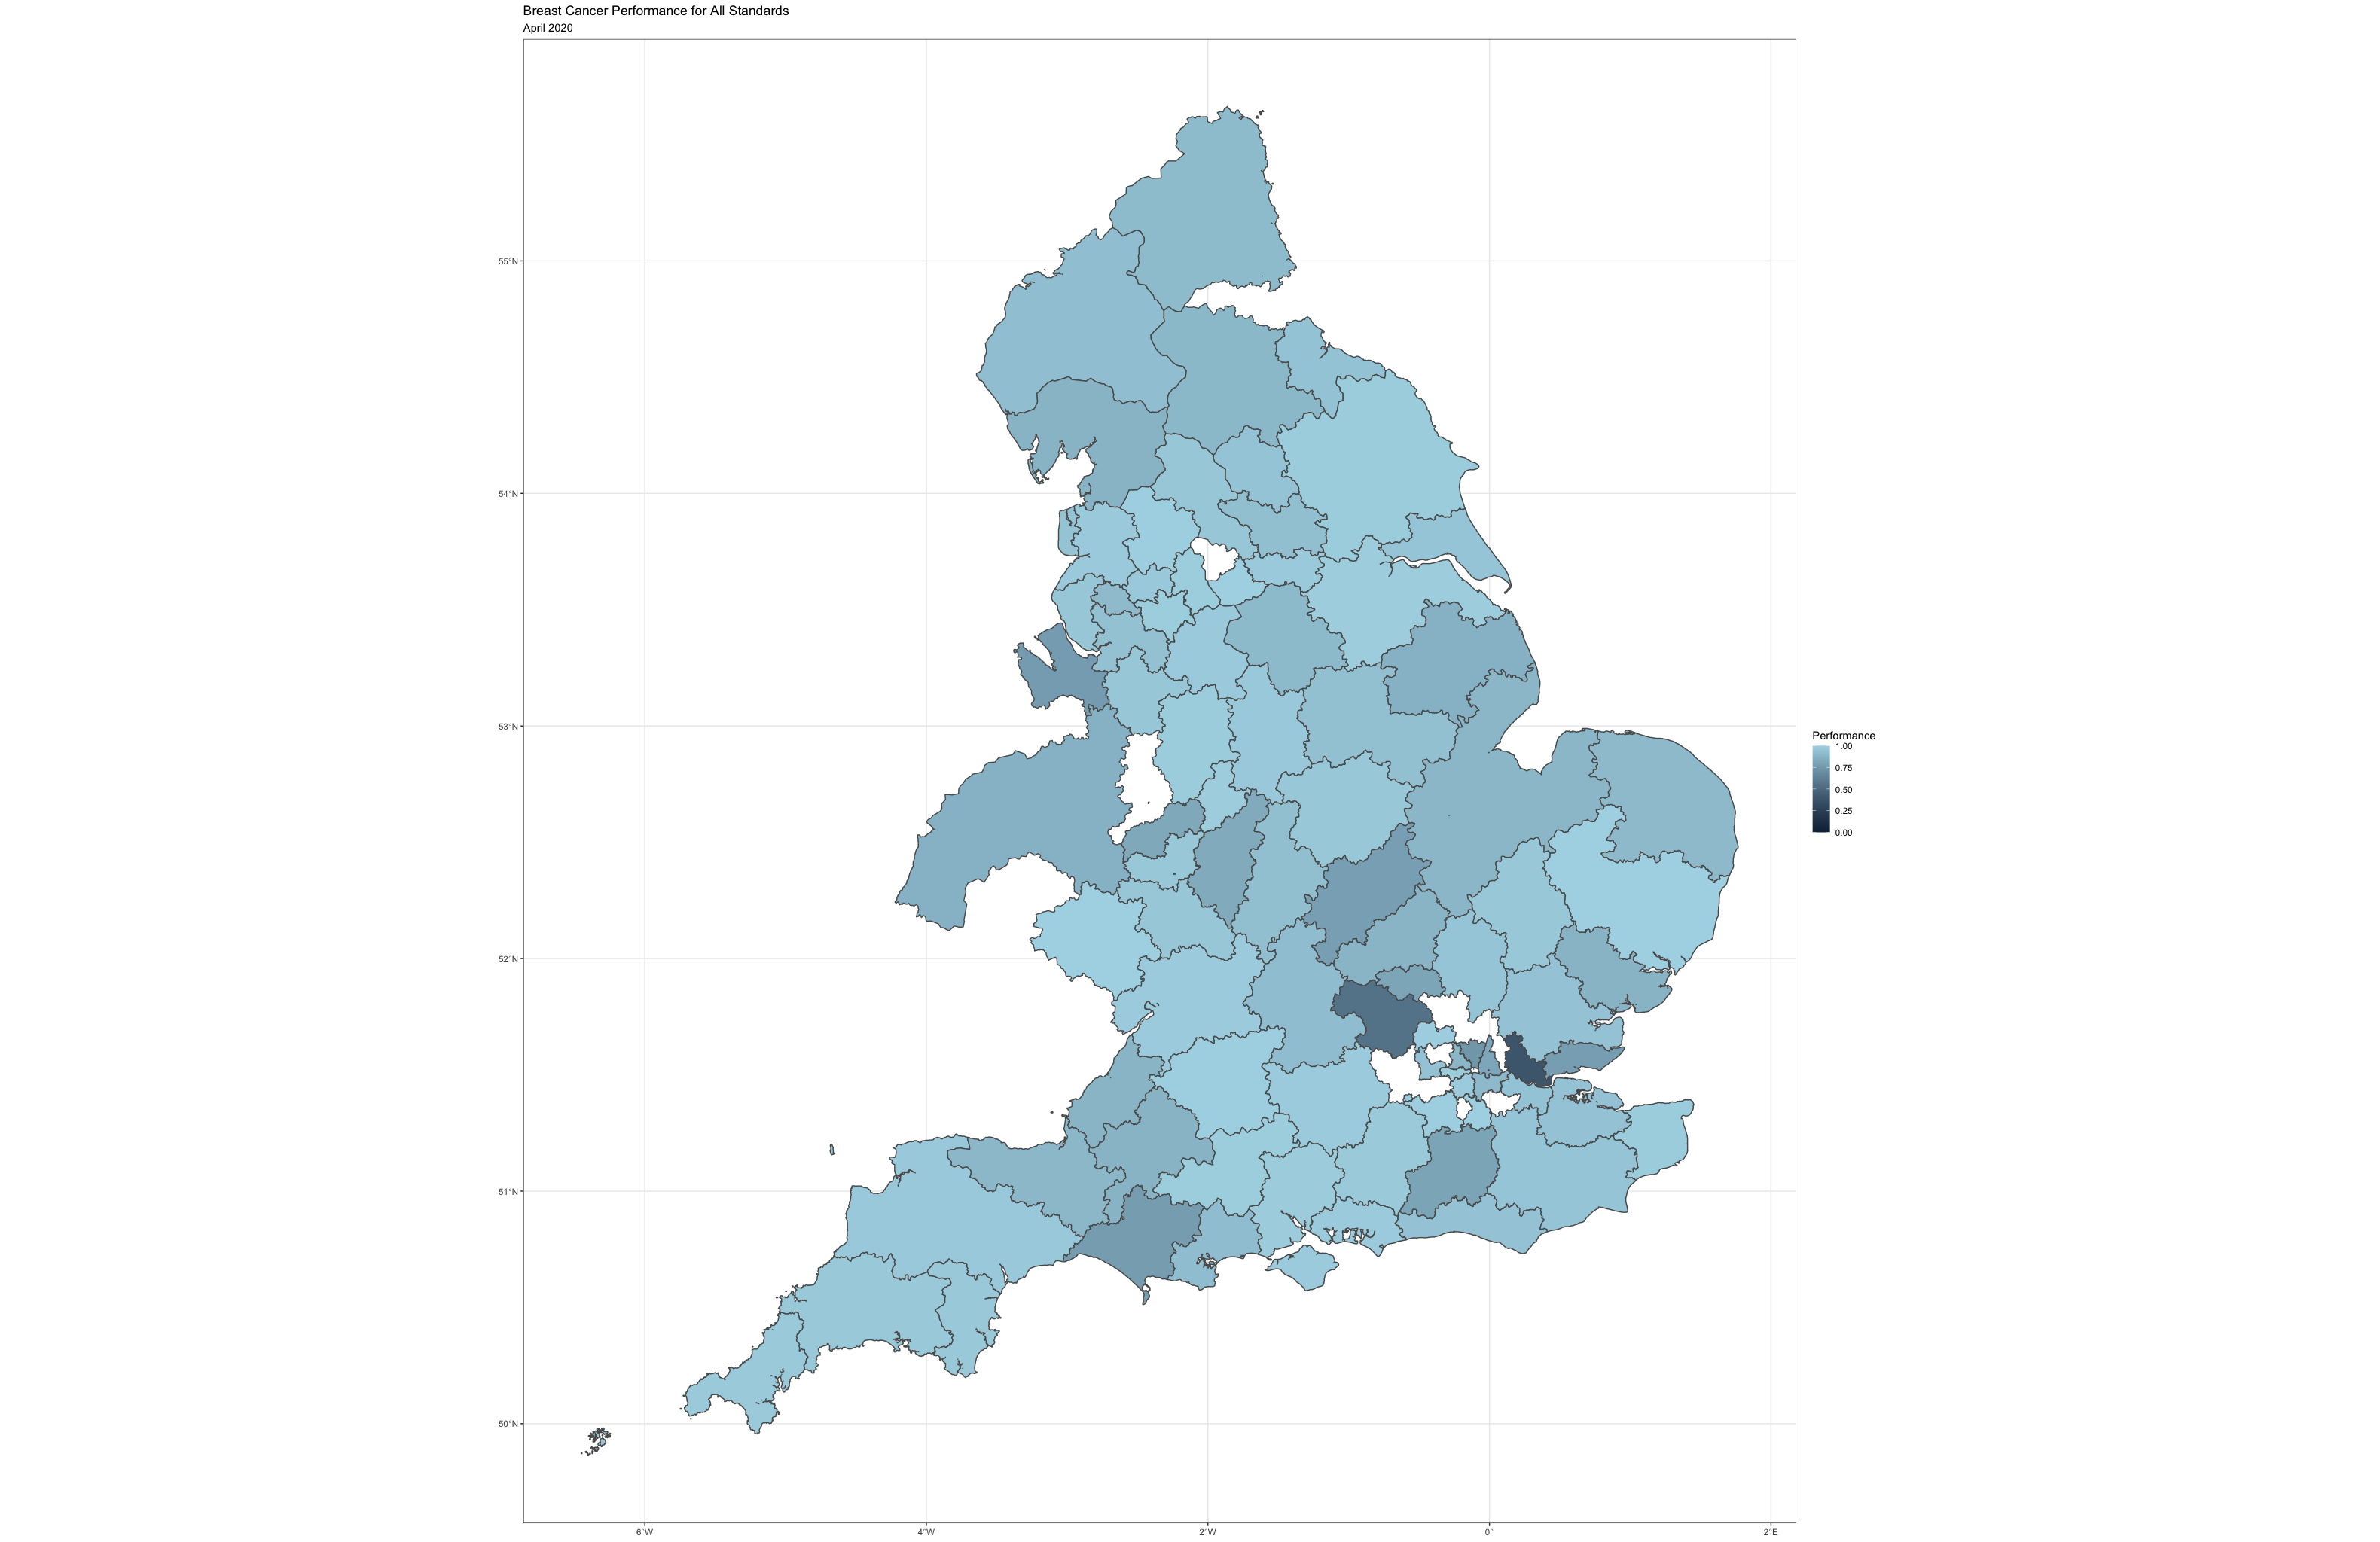 Breast Cancer Performance for All Standards
April 2020
55°N
54°N
53°N
52°N
51°N
50°N
6°W
4°W
2°W
0°
2°E
Performance
1.00
0.75
0.50
0.25
0.00